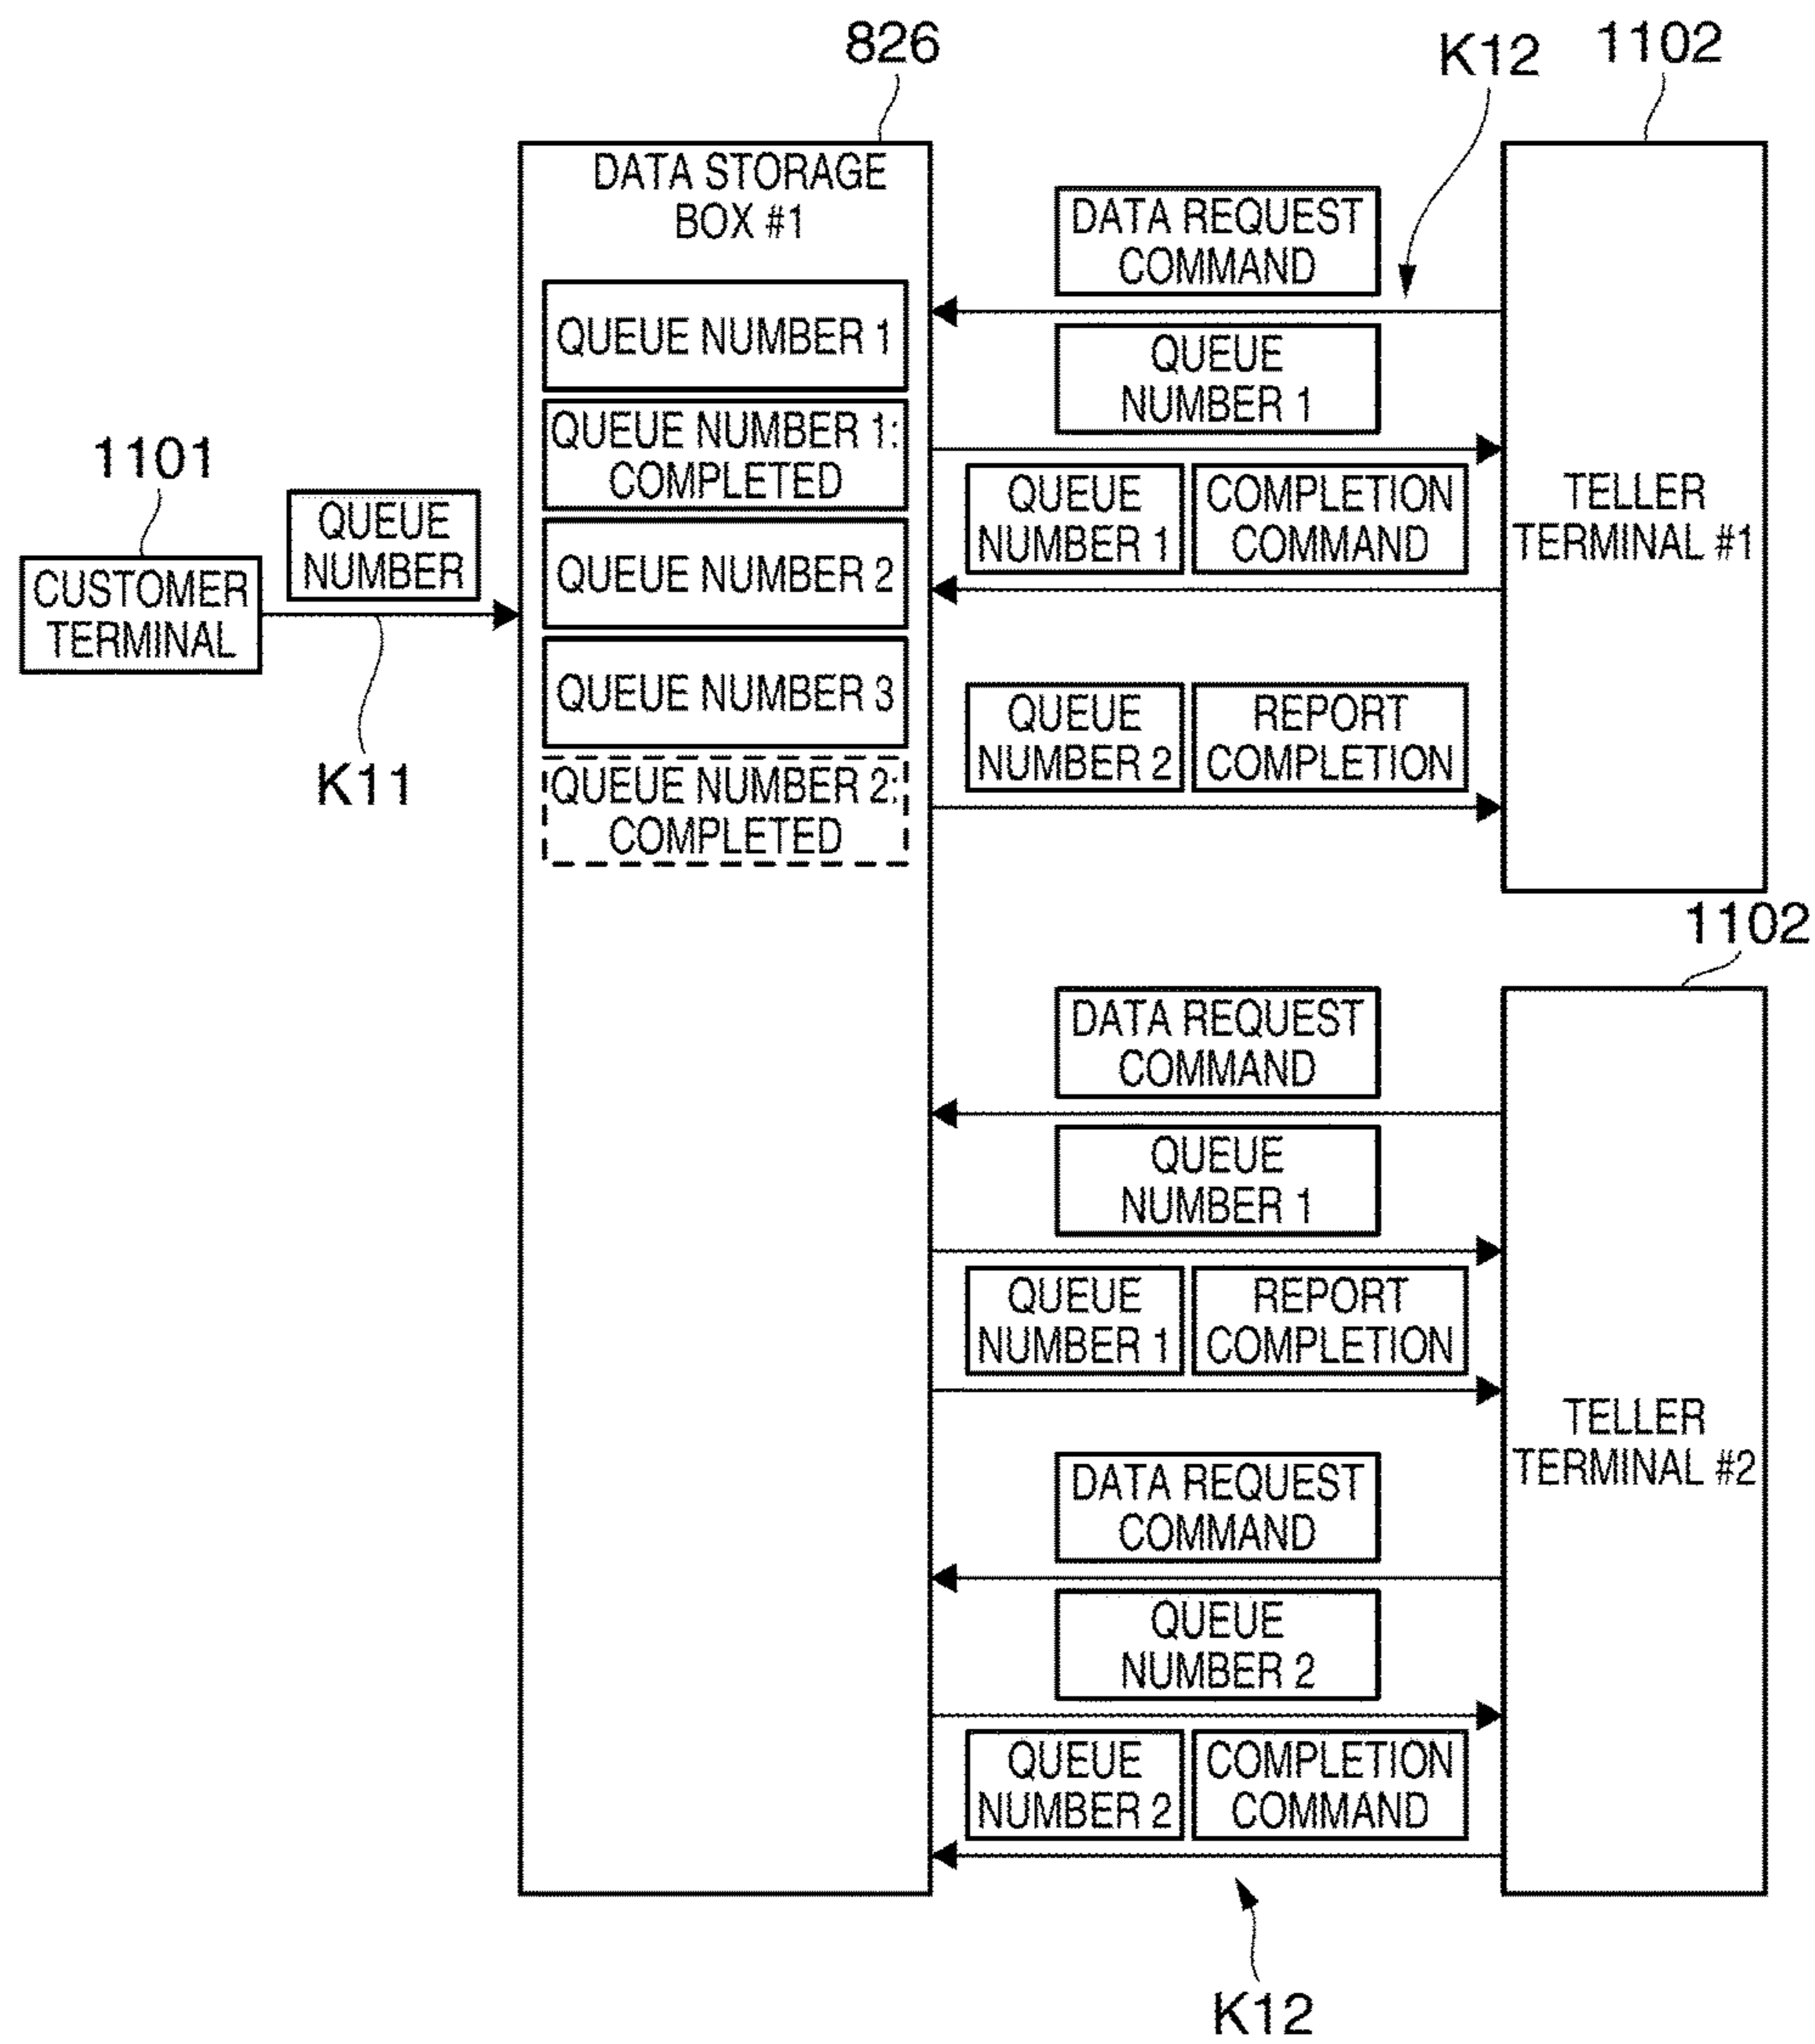 826
K12
1102
DATA STORAGE
BOX #1
DATA REQUEST
COMMAND
QUEUE NUMBER 1
QUEUE
NUMBER 1
QUEUE NUMBER 1:
COMPLETED
1101
QUEUE
NUMBER
CUSTOMER
TERMINAL
K11
QUEUE
NUMBER 1
COMPLETION
COMMAND
TELLER
TERMINAL #1
QUEUE NUMBER 2
QUEUE NUMBER 3
QUEUE
NUMBER 2
REPORT
COMPLETION
QUEUE NUMBER 2:
COMPLETED
1102
DATA REQUEST
COMMAND
QUEUE
NUMBER 1
QUEUE
NUMBER 1
REPORT
COMPLETION
TELLER
TERMINAL #2
DATA REQUEST
COMMAND
QUEUE
NUMBER 2
QUEUE
NUMBER 2
COMPLETION
COMMAND
K12